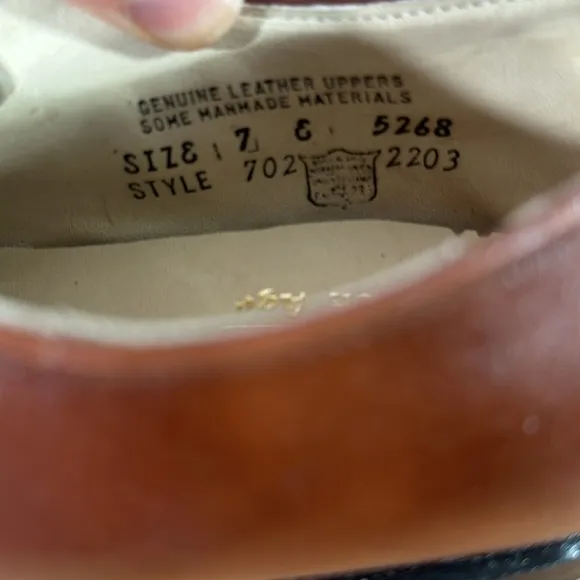 GENUINE LEATHER UPPERS
SOME MANMADE MATERIALS
SIZE 7 E 5268
STYLE 702 2203